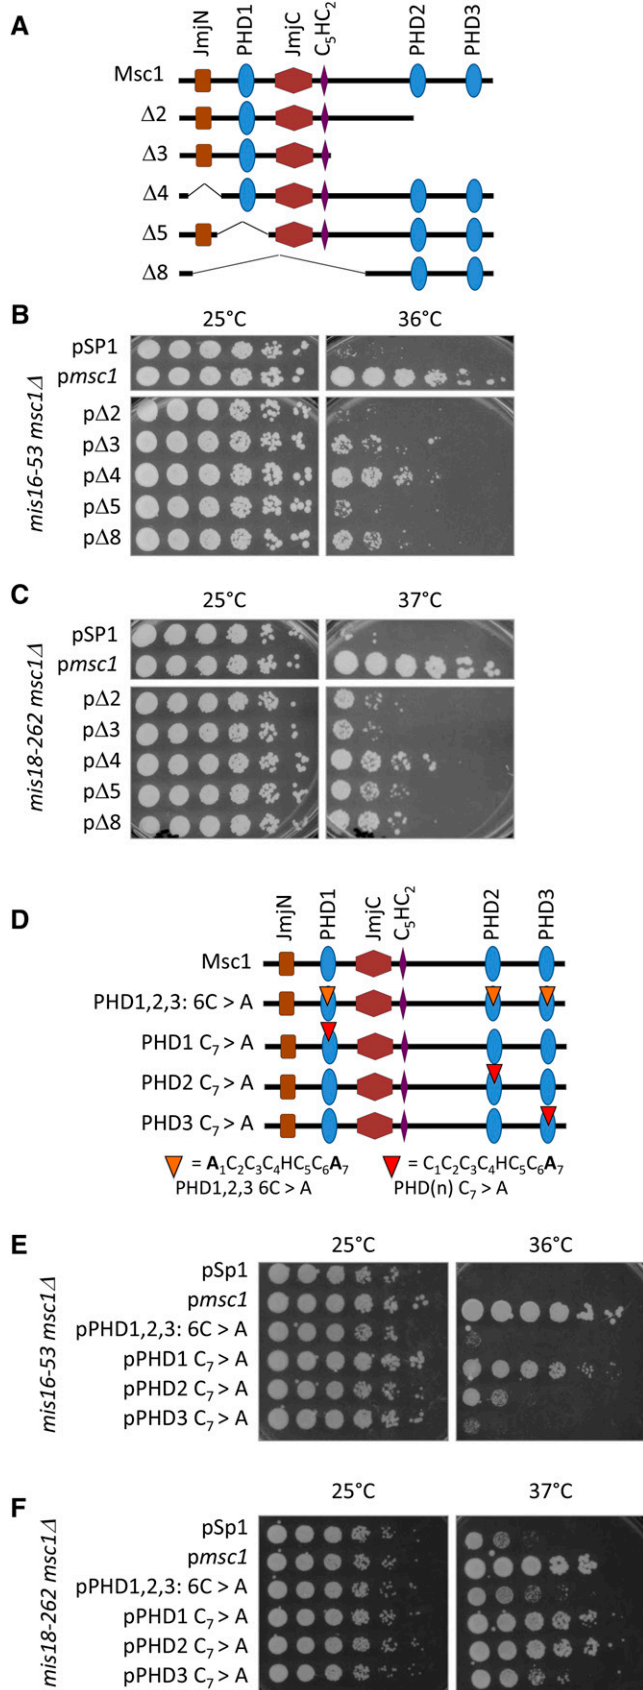 A
JmjN PHD1 JmjC C₅HC₂ PHD2 PHD3
Msc1
Δ2
Δ3
Δ4
Δ5
Δ8
B
25°C 36°C
mis16-53 msc1Δ
pSP1
pmsc1
pΔ2
pΔ3
pΔ4
pΔ5
pΔ8
C
25°C 37°C
mis18-262 msc1Δ
pSP1
pmsc1
pΔ2
pΔ3
pΔ4
pΔ5
pΔ8
D
JmjN PHD1 JmjC C₅HC₂ PHD2 PHD3
Msc1
PHD1,2,3: 6C > A
PHD1 C₇ > A
PHD2 C₇ > A
PHD3 C₇ > A
= A₁C₂C₃C₄HC₅C₆A₇ = C₁C₂C₃C₄HC₅C₆A₇
PHD1,2,3 6C > A PHD(n) C₇ > A
E
25°C 36°C
mis16-53 msc1Δ
pSp1
pmsc1
pPHD1,2,3: 6C > A
pPHD1 C₇ > A
pPHD2 C₇ > A
pPHD3 C₇ > A
F
25°C 37°C
mis18-262 msc1Δ
pSp1
pmsc1
pPHD1,2,3: 6C > A
pPHD1 C₇ > A
pPHD2 C₇ > A
pPHD3 C₇ > A